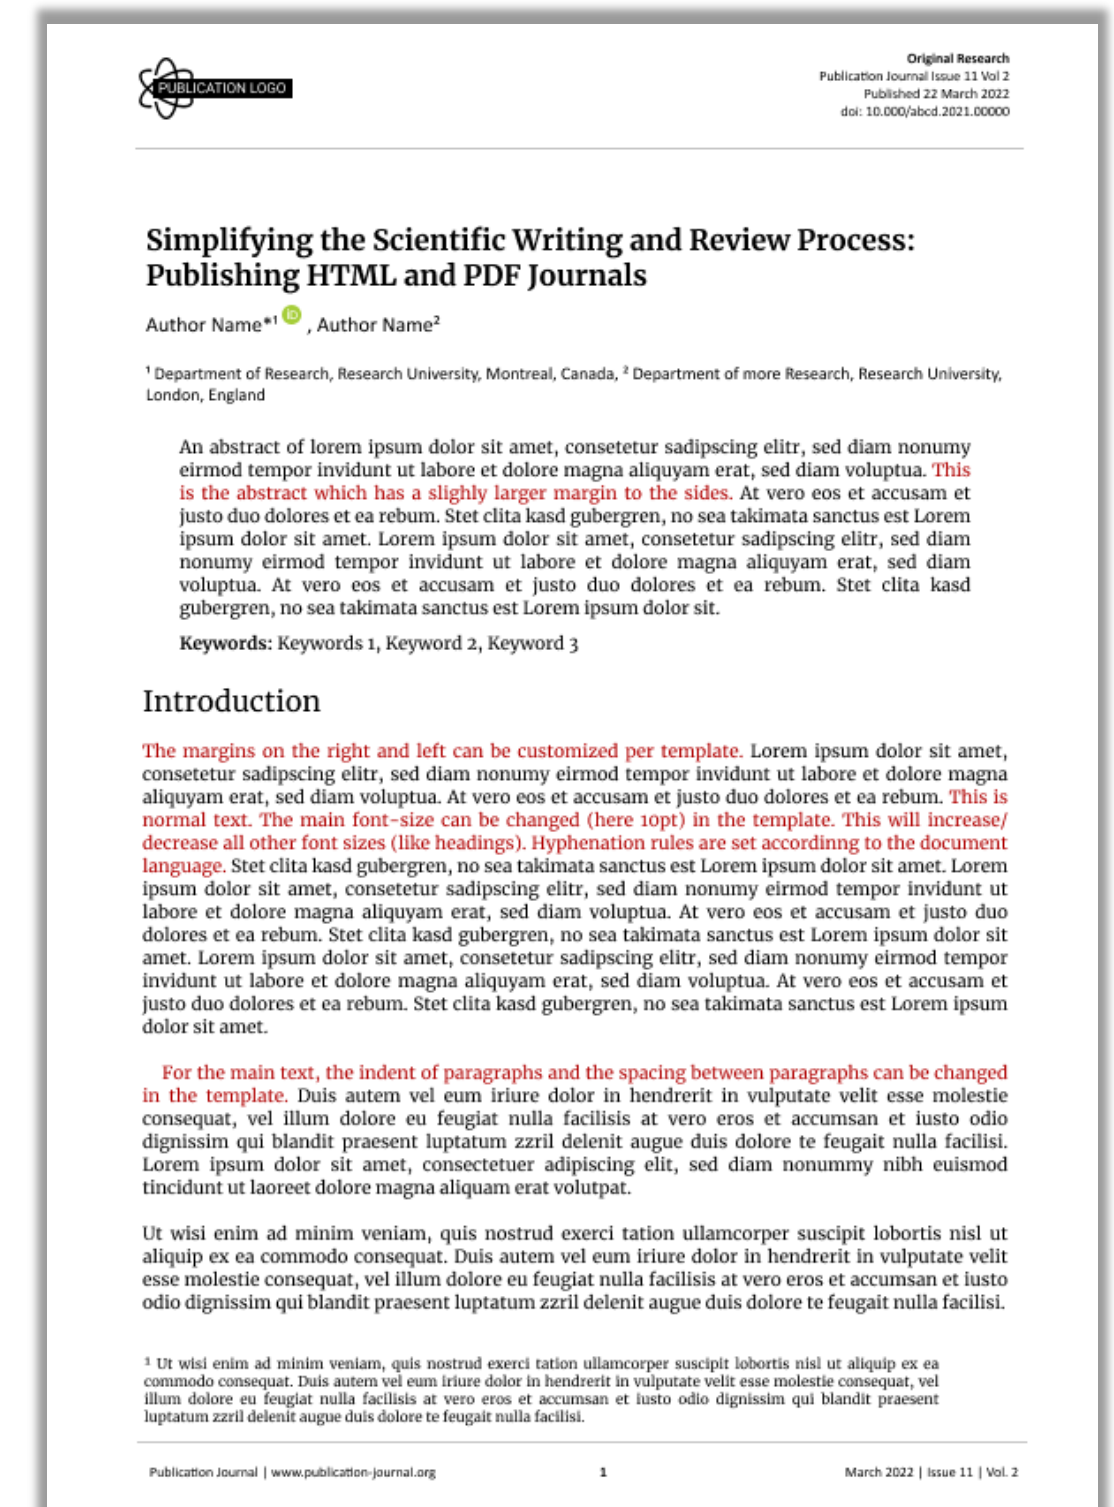 PUBLICATION LOGO
Original Research
Publication Journal Issue 11 Vol 2
Published 22 March 2022
doi: 10.000/abcd.2021.00000
Simplifying the Scientific Writing and Review Process:
Publishing HTML and PDF Journals
Author Name*¹ iD , Author Name²
¹ Department of Research, Research University, Montreal, Canada, ² Department of more Research, Research University,
London, England
An abstract of lorem ipsum dolor sit amet, consetetur sadipscing elitr, sed diam nonumy
eirmod tempor invidunt ut labore et dolore magna aliquyam erat, sed diam voluptua. This
is the abstract which has a slighly larger margin to the sides. At vero eos et accusam et
justo duo dolores et ea rebum. Stet clita kasd gubergren, no sea takimata sanctus est Lorem
ipsum dolor sit amet. Lorem ipsum dolor sit amet, consetetur sadipscing elitr, sed diam
nonumy eirmod tempor invidunt ut labore et dolore magna aliquyam erat, sed diam
voluptua. At vero eos et accusam et justo duo dolores et ea rebum. Stet clita kasd
gubergren, no sea takimata sanctus est Lorem ipsum dolor sit.
Keywords: Keywords 1, Keyword 2, Keyword 3
Introduction
The margins on the right and left can be customized per template. Lorem ipsum dolor sit amet,
consetetur sadipscing elitr, sed diam nonumy eirmod tempor invidunt ut labore et dolore magna
aliquyam erat, sed diam voluptua. At vero eos et accusam et justo duo dolores et ea rebum. This is
normal text. The main font-size can be changed (here 10pt) in the template. This will increase/
decrease all other font sizes (like headings). Hyphenation rules are set accordinng to the document
language. Stet clita kasd gubergren, no sea takimata sanctus est Lorem ipsum dolor sit amet. Lorem
ipsum dolor sit amet, consetetur sadipscing elitr, sed diam nonumy eirmod tempor invidunt ut
labore et dolore magna aliquyam erat, sed diam voluptua. At vero eos et accusam et justo duo
dolores et ea rebum. Stet clita kasd gubergren, no sea takimata sanctus est Lorem ipsum dolor sit
amet. Lorem ipsum dolor sit amet, consetetur sadipscing elitr, sed diam nonumy eirmod tempor
invidunt ut labore et dolore magna aliquyam erat, sed diam voluptua. At vero eos et accusam et
justo duo dolores et ea rebum. Stet clita kasd gubergren, no sea takimata sanctus est Lorem ipsum
dolor sit amet.
For the main text, the indent of paragraphs and the spacing between paragraphs can be changed
in the template. Duis autem vel eum iriure dolor in hendrerit in vulputate velit esse molestie
consequat, vel illum dolore eu feugiat nulla facilisis at vero eros et accumsan et iusto odio
dignissim qui blandit praesent luptatum zzril delenit augue duis dolore te feugait nulla facilisi.
Lorem ipsum dolor sit amet, consectetuer adipiscing elit, sed diam nonummy nibh euismod
tincidunt ut laoreet dolore magna aliquam erat volutpat.
Ut wisi enim ad minim veniam, quis nostrud exerci tation ullamcorper suscipit lobortis nisl ut
aliquip ex ea commodo consequat. Duis autem vel eum iriure dolor in hendrerit in vulputate velit
esse molestie consequat, vel illum dolore eu feugiat nulla facilisis at vero eros et accumsan et iusto
odio dignissim qui blandit praesent luptatum zzril delenit augue duis dolore te feugait nulla facilisi.
¹ Ut wisi enim ad minim veniam, quis nostrud exerci tation ullamcorper suscipit lobortis nisl ut aliquip ex ea
commodo consequat. Duis autem vel eum iriure dolor in hendrerit in vulputate velit esse molestie consequat, vel
illum dolore eu feugiat nulla facilisis at vero eros et accumsan et iusto odio dignissim qui blandit praesent
luptatum zzril delenit augue duis dolore te feugait nulla facilisi.
Publication Journal | www.publication-journal.org 1 March 2022 | Issue 11 | Vol. 2